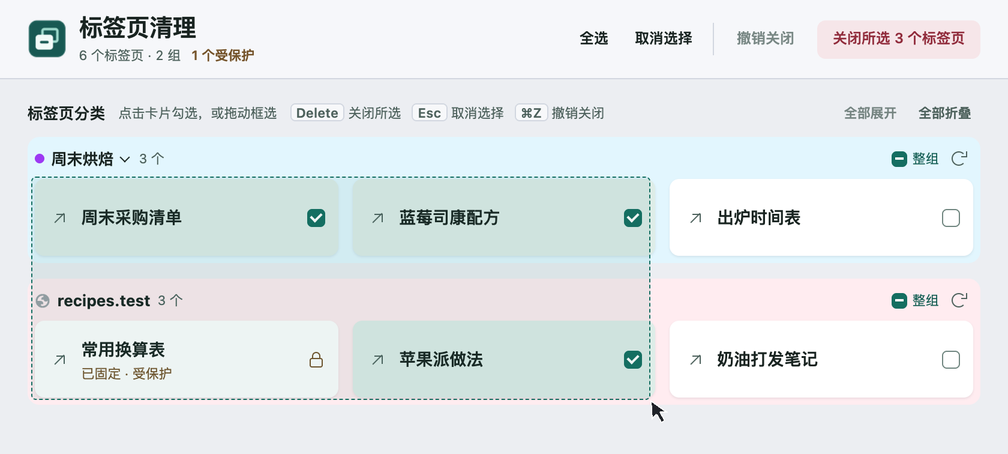 标签页清理
6 个标签页 · 2 组 1 个受保护
全选 取消选择 撤销关闭 关闭所选 3 个标签页
标签页分类 点击卡片勾选，或拖动框选 Delete 关闭所选 Esc 取消选择 ⌘Z 撤销关闭 全部展开 全部折叠
周末烘焙 3 个 整组
周末采购清单 蓝莓司康配方 出炉时间表
recipes.test 3 个 整组
常用换算表
已固定 · 受保护
苹果派做法 奶油打发笔记